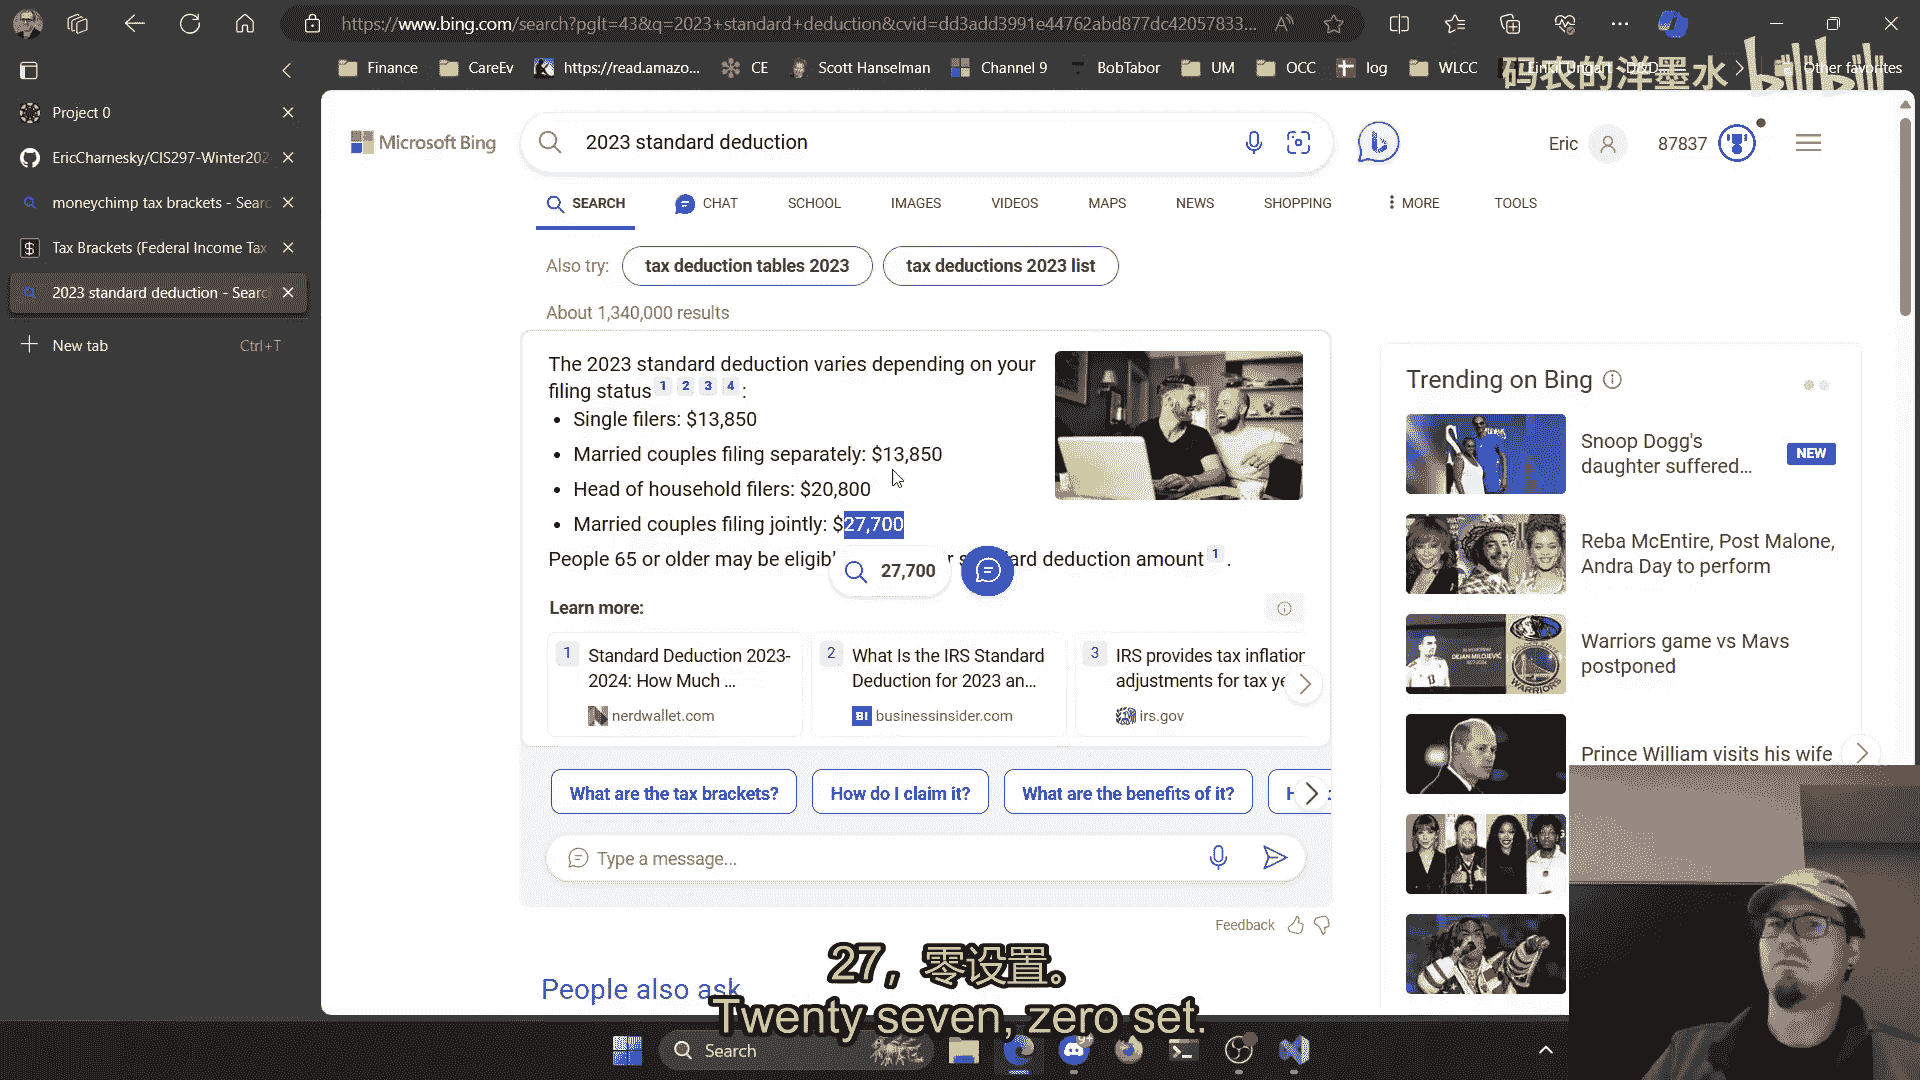 https://www.bing.com/search?pglt=43&q=2023+standard+deduction&cvid=dd3add3991e44762abd877dc42057833...
Finance
CareEv
https://read.amazo...
CE
Scott Hanselman
Channel 9
BobTabor
UM
OCC
log
WLCC
Other favorites
码农的洋墨水
bilibili
Project 0
EricCharnesky/CIS297-Winter202
moneychimp tax brackets - Searc
Tax Brackets (Federal Income Tax
2023 standard deduction - Searc
New tab
Ctrl+T
Microsoft Bing
2023 standard deduction
Eric
87837
SEARCH
CHAT
SCHOOL
IMAGES
VIDEOS
MAPS
NEWS
SHOPPING
MORE
TOOLS
Also try:
tax deduction tables 2023
tax deductions 2023 list
About 1,340,000 results
The 2023 standard deduction varies depending on your
filing status 1 2 3 4 :
• Single filers: $13,850
• Married couples filing separately: $13,850
• Head of household filers: $20,800
• Married couples filing jointly: $27,700
People 65 or older may be eligib
ard deduction amount 1 .
27,700
Learn more:
1
Standard Deduction 2023-
2024: How Much ...
nerdwallet.com
2
What Is the IRS Standard
Deduction for 2023 an...
BI businessinsider.com
3
IRS provides tax inflation
adjustments for tax ye
irs.gov
What are the tax brackets?
How do I claim it?
What are the benefits of it?
Type a message...
Feedback
People also ask
Trending on Bing
Snoop Dogg's
daughter suffered...
NEW
Reba McEntire, Post Malone,
Andra Day to perform
Warriors game vs Mavs
postponed
Prince William visits his wife
27，零设置。
Twenty seven, zero set.
Search